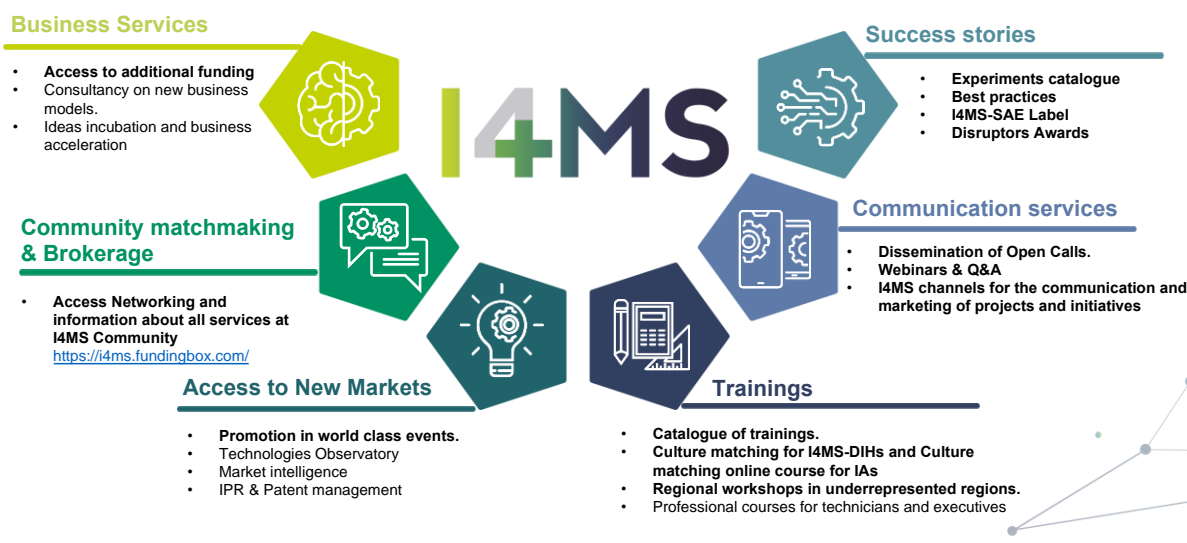 Business Services
• Access to additional funding
• Consultancy on new business
models.
• Ideas incubation and business
acceleration
Community matchmaking
& Brokerage
• Access Networking and
information about all services at
I4MS Community
https://i4ms.fundingbox.com/
Access to New Markets
• Promotion in world class events.
• Technologies Observatory
• Market intelligence
• IPR & Patent management
I4MS
Success stories
• Experiments catalogue
• Best practices
• I4MS-SAE Label
• Disruptors Awards
Communication services
• Dissemination of Open Calls.
• Webinars & Q&A
• I4MS channels for the communication and
marketing of projects and initiatives
Trainings
• Catalogue of trainings.
• Culture matching for I4MS-DIHs and Culture
matching online course for IAs
• Regional workshops in underrepresented regions.
• Professional courses for technicians and executives